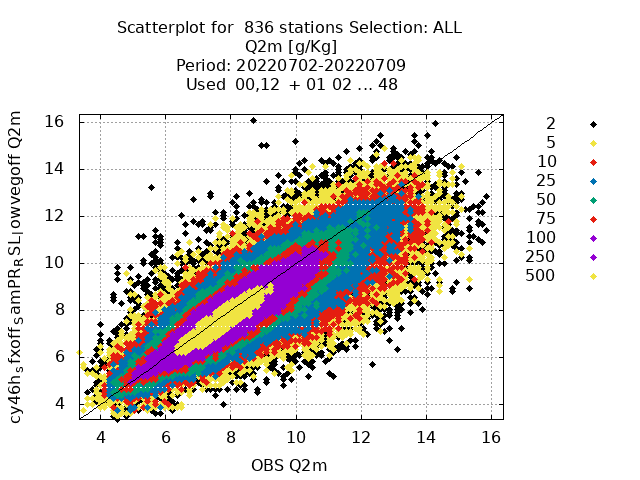 Scatterplot for  836 stations Selection: ALL
Q2m [g/Kg]
Period: 20220702-20220709
Used  00,12  + 01 02 ... 48
cy46h_sfxoff_samPR_RSL_lowvegoff Q2m
16
14
12
10
8
6
4
4 6 8 10 12 14 16
OBS Q2m
2
5
10
25
50
75
100
250
500